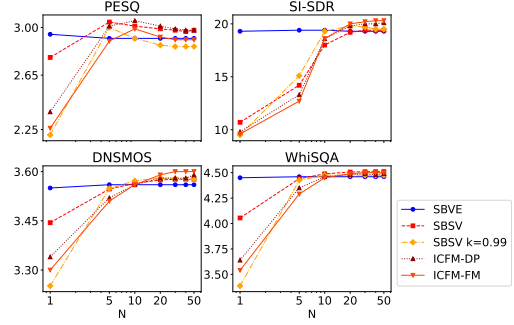 PESQ
3.00
2.65
2.25
SI-SDR
20
15
10
DNSMOS
3.60
3.45
3.30
1 5 10 20 50
N
WhiSQA
4.50
4.25
4.00
3.75
3.50
1 5 10 20 50
N
SBVE
SBSV
SBSV k=0.99
ICFM-DP
ICFM-FM